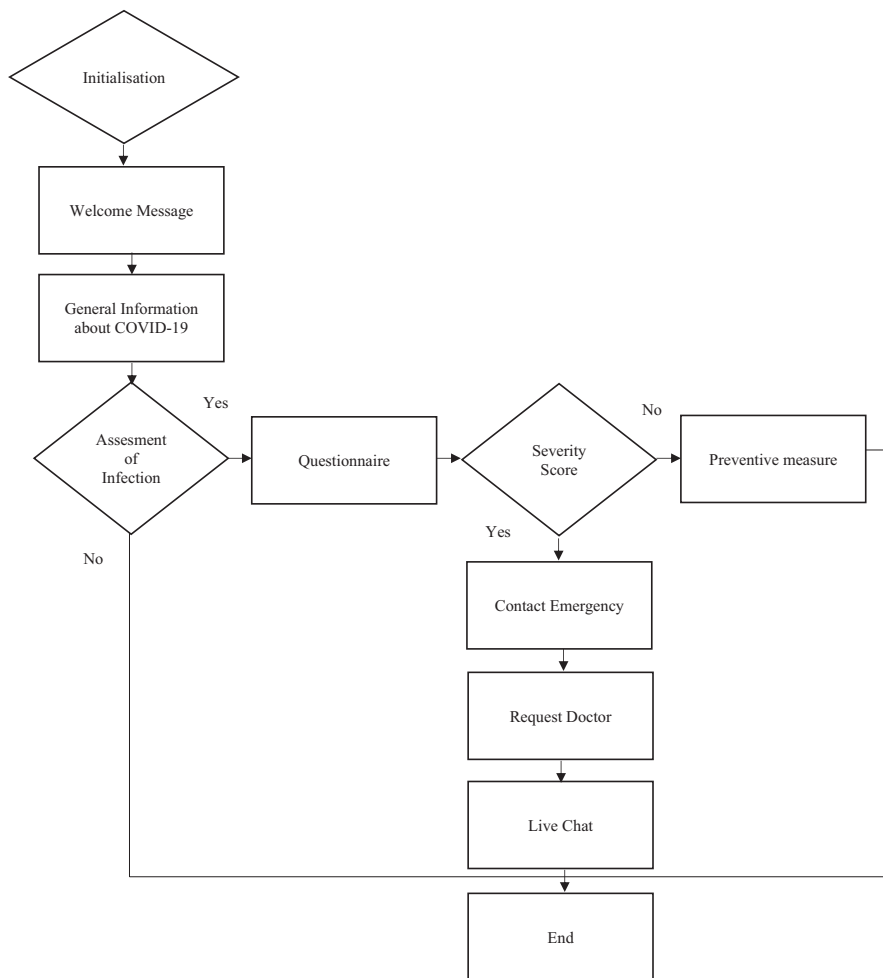 Initialisation
Welcome Message
General Information
about COVID-19
Yes
No
Assesment
of
Infection
Questionnaire
Severity
Score
Preventive measure
Yes
No
Contact Emergency
Request Doctor
Live Chat
End